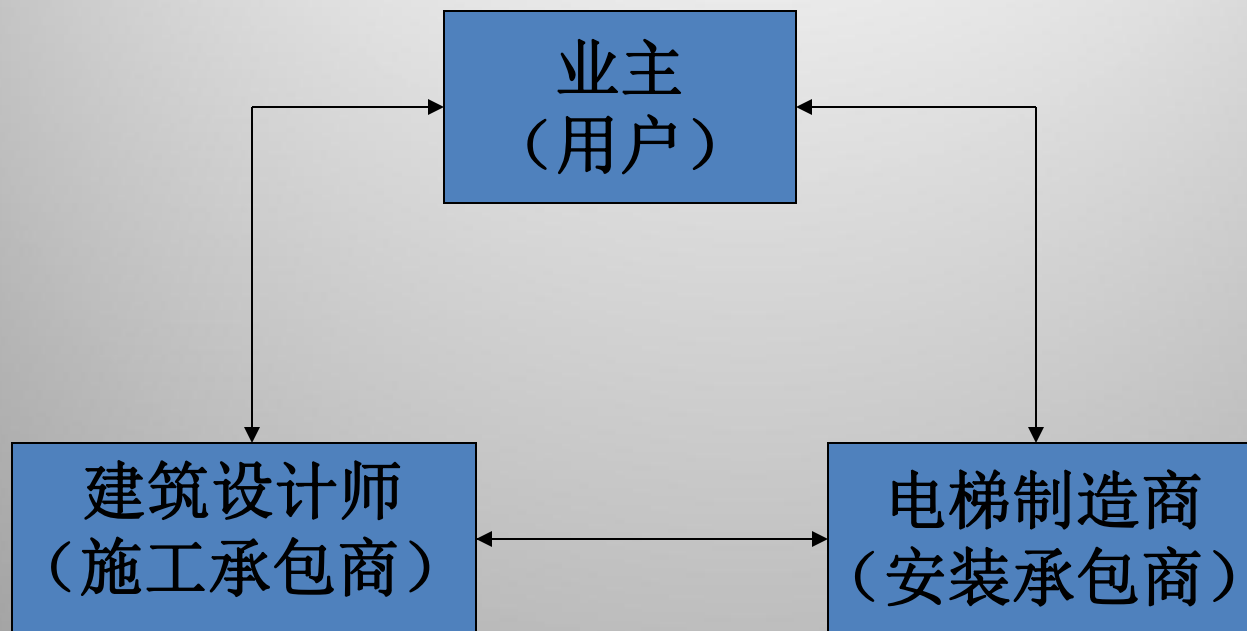 业主
（用户）
建筑设计师
（施工承包商）
电梯制造商
（安装承包商）